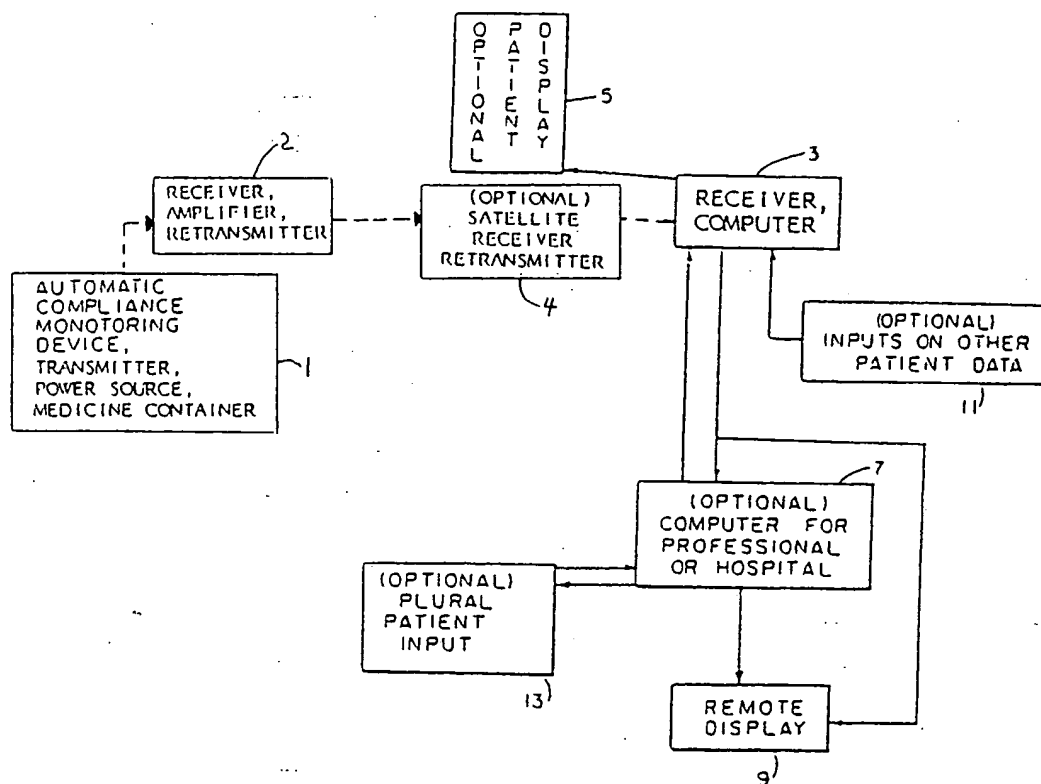 OPTIONAL
PATIENT
DISPLAY
5
2
RECEIVER,
AMPLIFIER,
RETRANSMITTER
(OPTIONAL)
SATELLITE
RECEIVER
RETRANSMITTER
4
3
RECEIVER,
COMPUTER
AUTOMATIC
COMPLIANCE
MONOTORING
DEVICE,
TRANSMITTER,
POWER SOURCE,
MEDICINE CONTAINER
1
(OPTIONAL)
INPUTS ON OTHER
PATIENT DATA
11
7
(OPTIONAL)
COMPUTER FOR
PROFESSIONAL
OR HOSPITAL
(OPTIONAL)
PLURAL
PATIENT
INPUT
13
REMOTE
DISPLAY
9